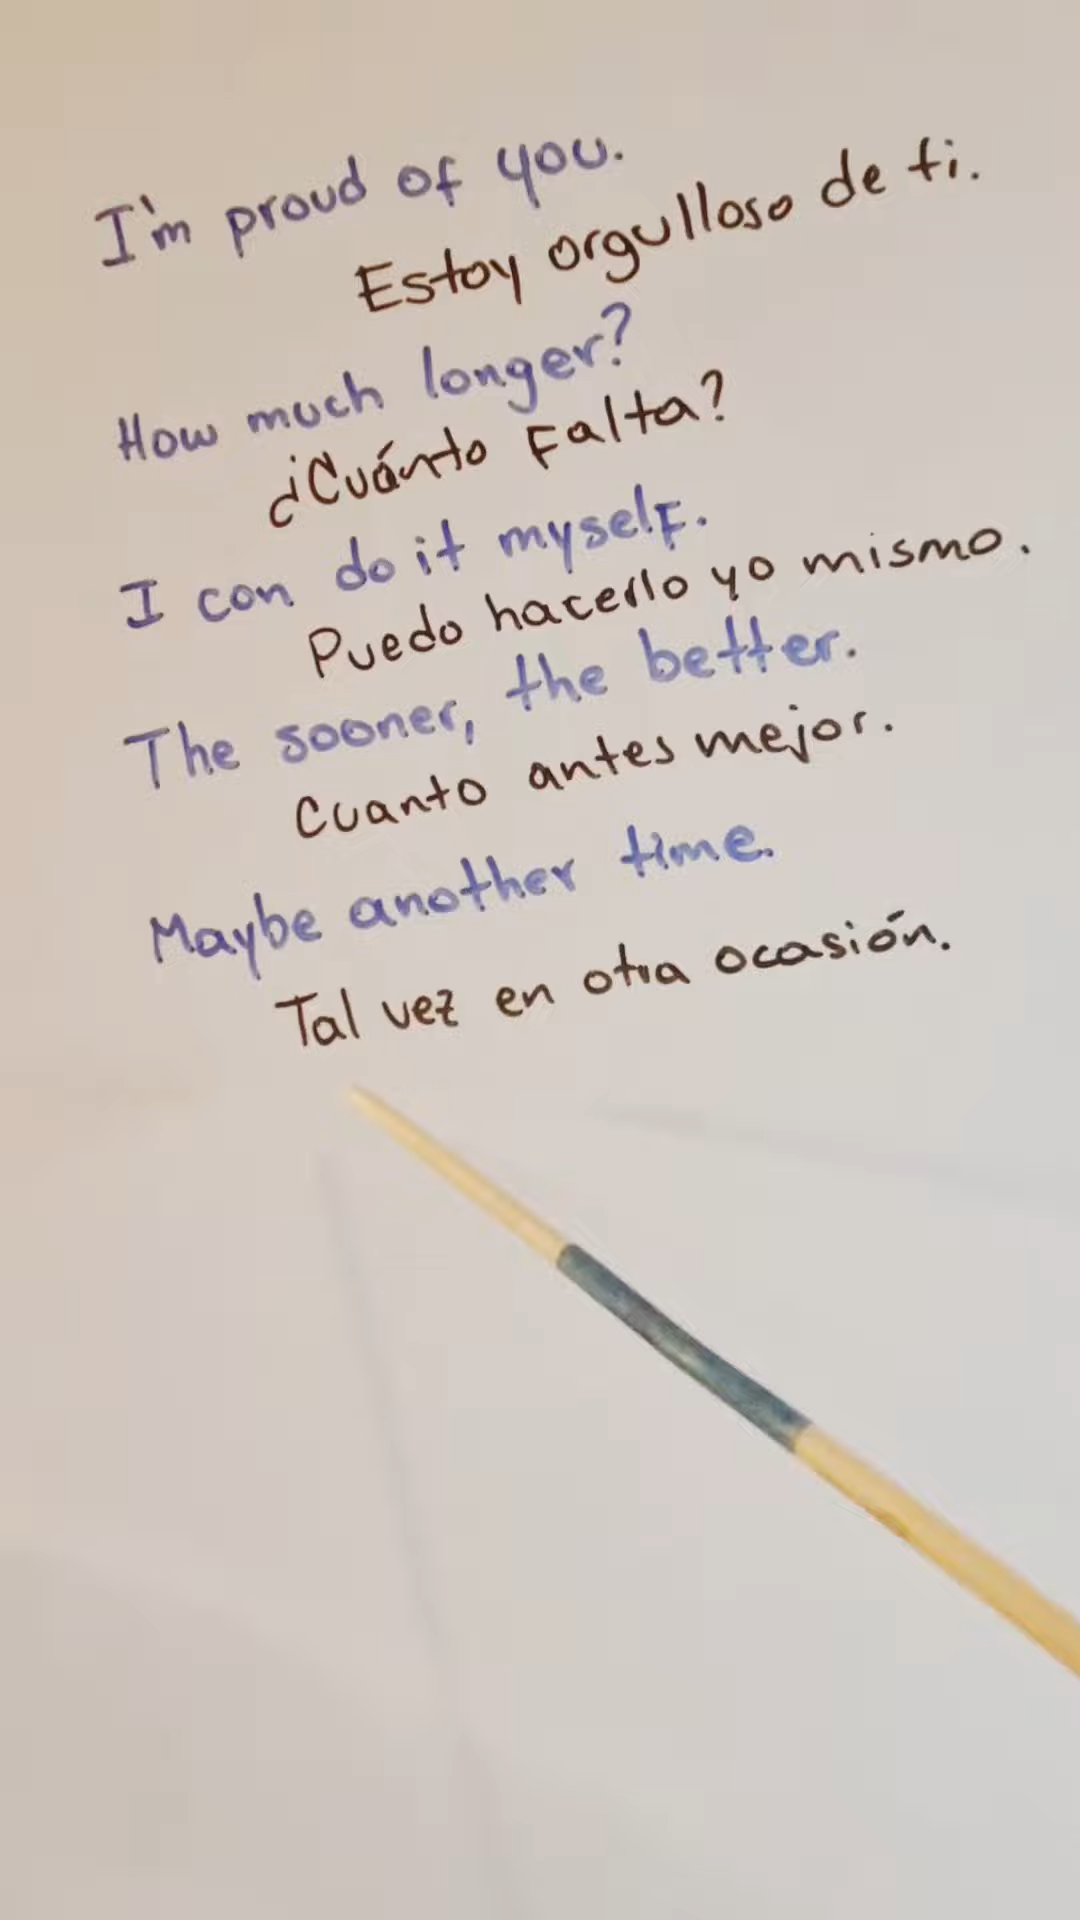 I'm proud of you.
Estoy orgulloso de ti.
How much longer?
¿Cuánto Falta?
I can do it myself.
Puedo hacerlo yo mismo.
The sooner, the better.
Cuanto antes mejor.
Maybe another time.
Tal vez en otra ocasión.